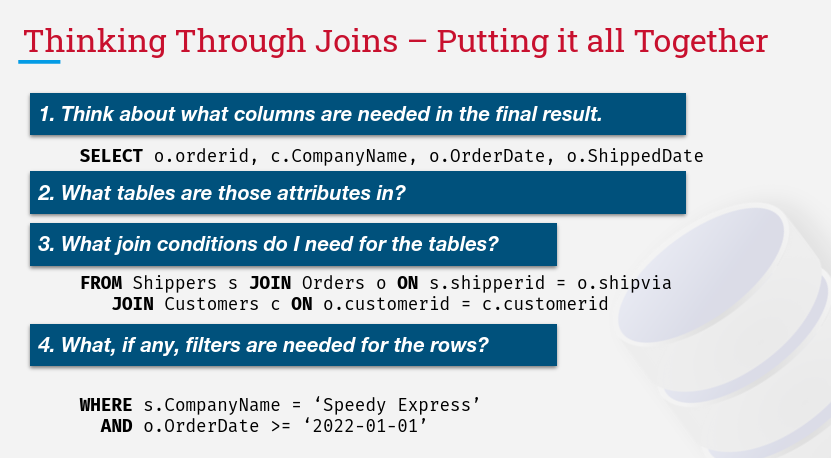 Thinking Through Joins – Putting it all Together
1. Think about what columns are needed in the final result.
SELECT o.orderid, c.CompanyName, o.OrderDate, o.ShippedDate
2. What tables are those attributes in?
3. What join conditions do I need for the tables?
FROM Shippers s JOIN Orders o ON s.shipperid = o.shipvia
JOIN Customers c ON o.customerid = c.customerid
4. What, if any, filters are needed for the rows?
WHERE s.CompanyName = ‘Speedy Express’
AND o.OrderDate >= ‘2022-01-01’